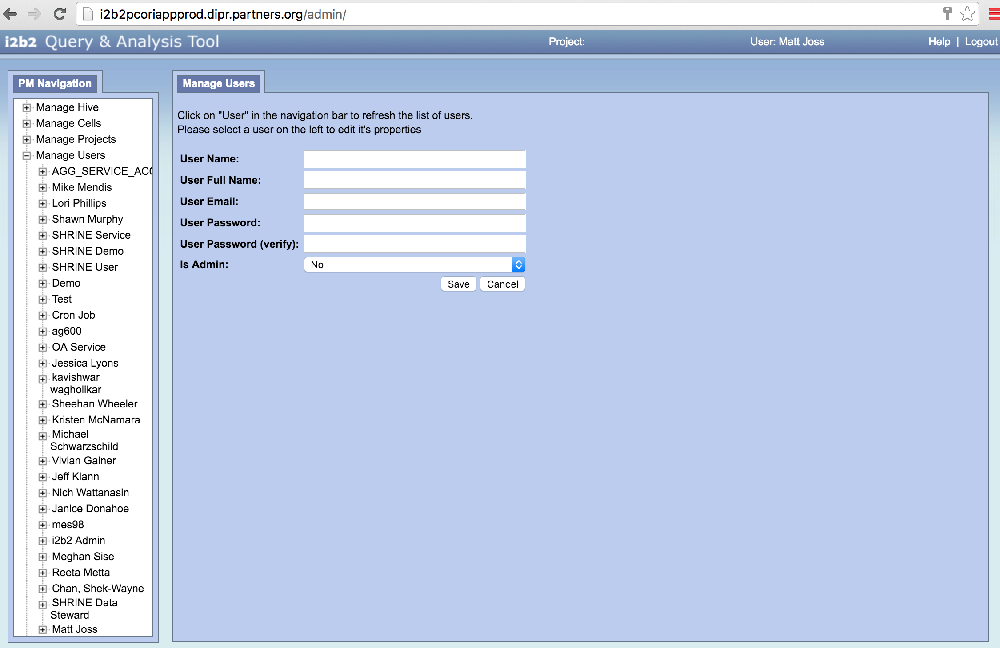 i2b2pcoriappprod.dipr.partners.org/admin/
i2b2 Query & Analysis Tool
Project:
User: Matt Joss
Help | Logout
PM Navigation
Manage Hive
Manage Cells
Manage Projects
Manage Users
AGG_SERVICE_ACC
Mike Mendis
Lori Phillips
Shawn Murphy
SHRINE Service
SHRINE Demo
SHRINE User
Demo
Test
Cron Job
ag600
OA Service
Jessica Lyons
kavishwar
wagholikar
Sheehan Wheeler
Kristen McNamara
Michael
Schwarzschild
Vivian Gainer
Jeff Klann
Nich Wattanasin
Janice Donahoe
mes98
i2b2 Admin
Meghan Sise
Reeta Metta
Chan, Shek-Wayne
SHRINE Data
Steward
Matt Joss
Manage Users
Click on "User" in the navigation bar to refresh the list of users.
Please select a user on the left to edit it's properties
User Name:
User Full Name:
User Email:
User Password:
User Password (verify):
Is Admin:
No
Save
Cancel